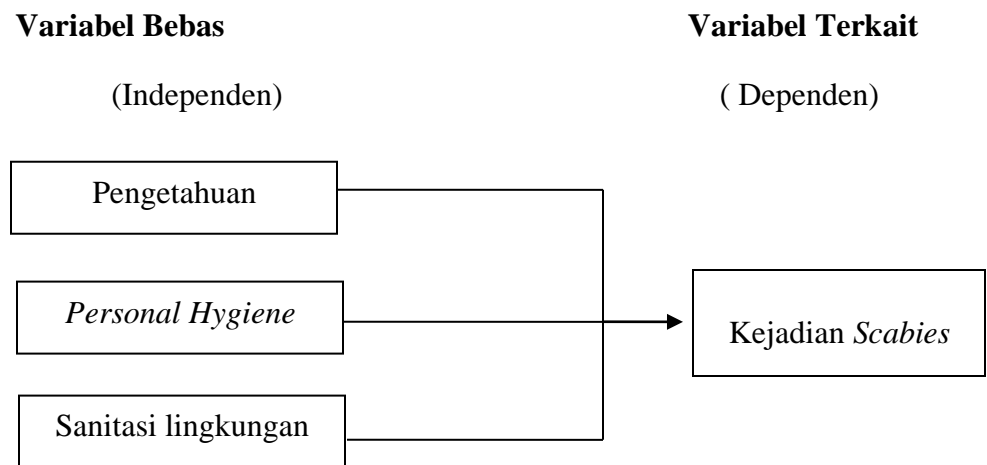 Variabel Bebas
Variabel Terkait
(Independen)
( Dependen)
Pengetahuan
Personal Hygiene
Kejadian Scabies
Sanitasi lingkungan